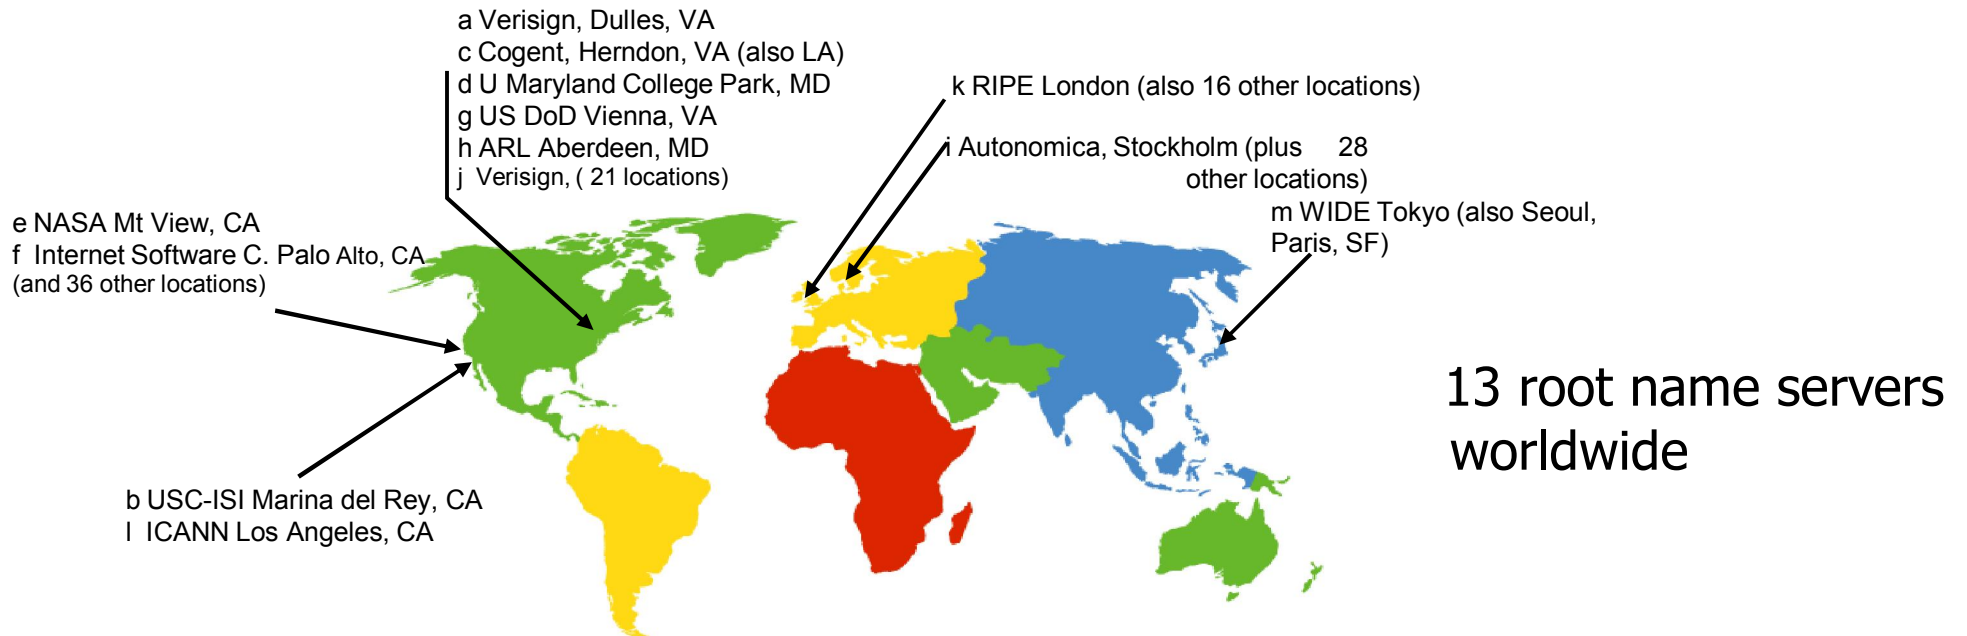 a Verisign, Dulles, VA
c Cogent, Herndon, VA (also LA)
d U Maryland College Park, MD
g US DoD Vienna, VA
h ARL Aberdeen, MD
j Verisign, ( 21 locations)
k RIPE London (also 16 other locations)
i Autonomica, Stockholm (plus 28
other locations)
m WIDE Tokyo (also Seoul,
Paris, SF)
e NASA Mt View, CA
f Internet Software C. Palo Alto, CA
(and 36 other locations)
13 root name servers
worldwide
b USC-ISI Marina del Rey, CA
l ICANN Los Angeles, CA